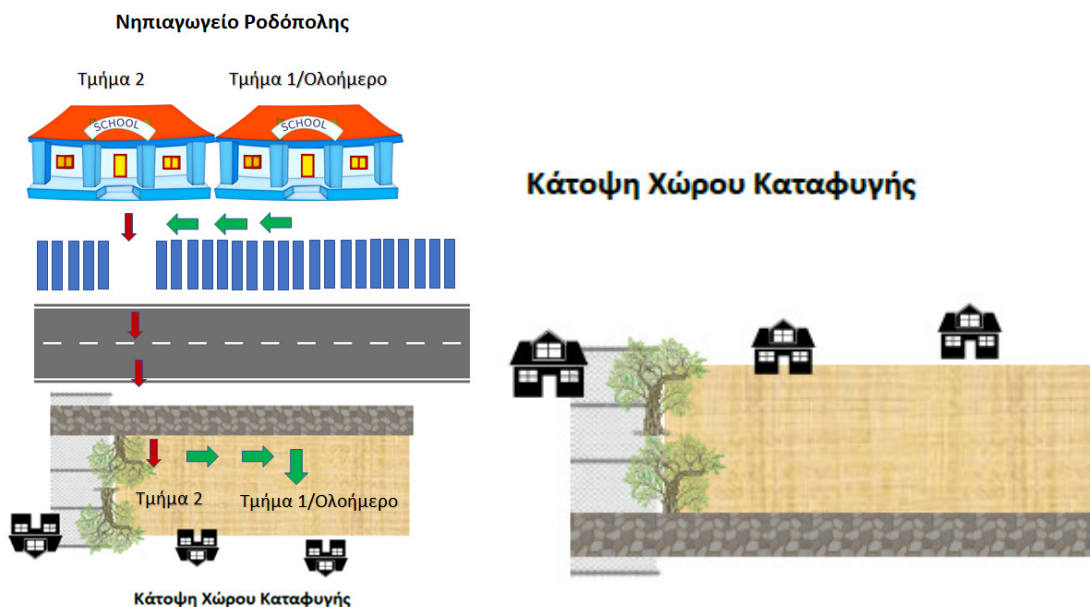 Νηπιαγωγείο Ροδόπολης
Τμήμα 2
Τμήμα 1/Ολοήμερο
SCHOOL
SCHOOL
Τμήμα 2
Τμήμα 1/Ολοήμερο
Κάτοψη Χώρου Καταφυγής
Κάτοψη Χώρου Καταφυγής